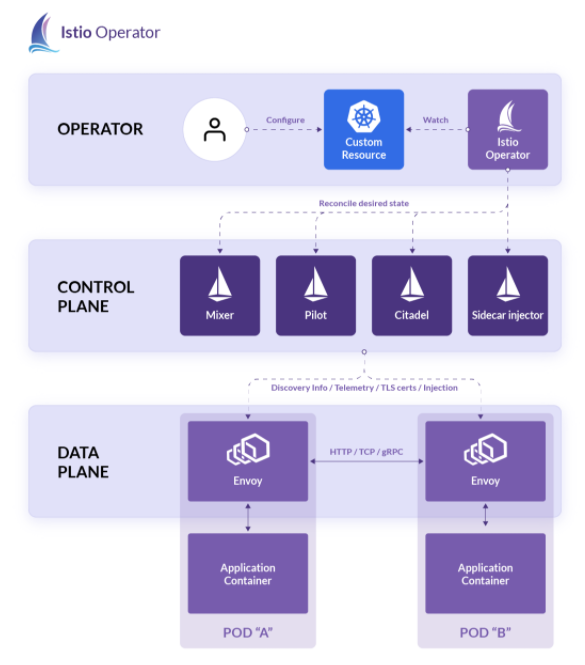 Istio Operator
OPERATOR
Configure
Custom
Resource
Watch
Istio
Operator
Reconcile desired state
CONTROL
PLANE
Mixer
Pilot
Citadel
Sidecar injector
Discovery Info / Telemetry / TLS certs / Injection
DATA
PLANE
Envoy
HTTP / TCP / gRPC
Envoy
Application
Container
Application
Container
POD “A”
POD “B”